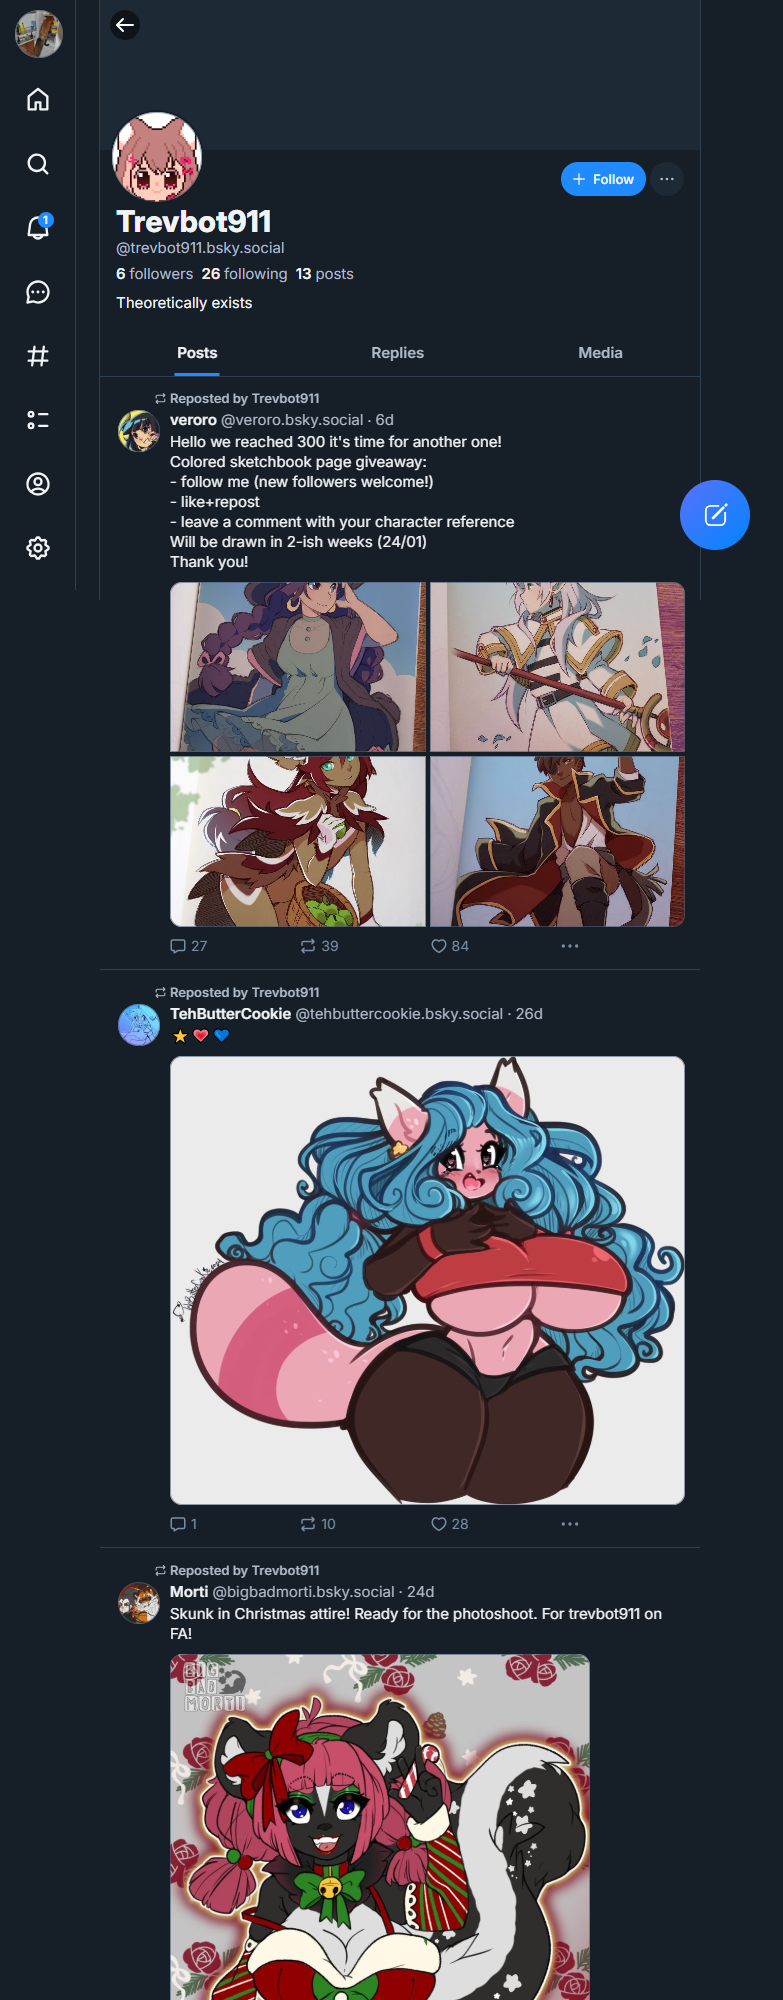 1
Follow
Trevbot911
@trevbot911.bsky.social
6 followers 26 following 13 posts
Theoretically exists
Posts Replies Media
Reposted by Trevbot911
veroro @veroro.bsky.social · 6d
Hello we reached 300 it's time for another one!
Colored sketchbook page giveaway:
- follow me (new followers welcome!)
- like+repost
- leave a comment with your character reference
Will be drawn in 2-ish weeks (24/01)
Thank you!
27 39 84
Reposted by Trevbot911
TehButterCookie @tehbuttercookie.bsky.social · 26d
1 10 28
Reposted by Trevbot911
Morti @bigbadmorti.bsky.social · 24d
Skunk in Christmas attire! Ready for the photoshoot. For trevbot911 on
FA!
BIG
BAD
MORTI